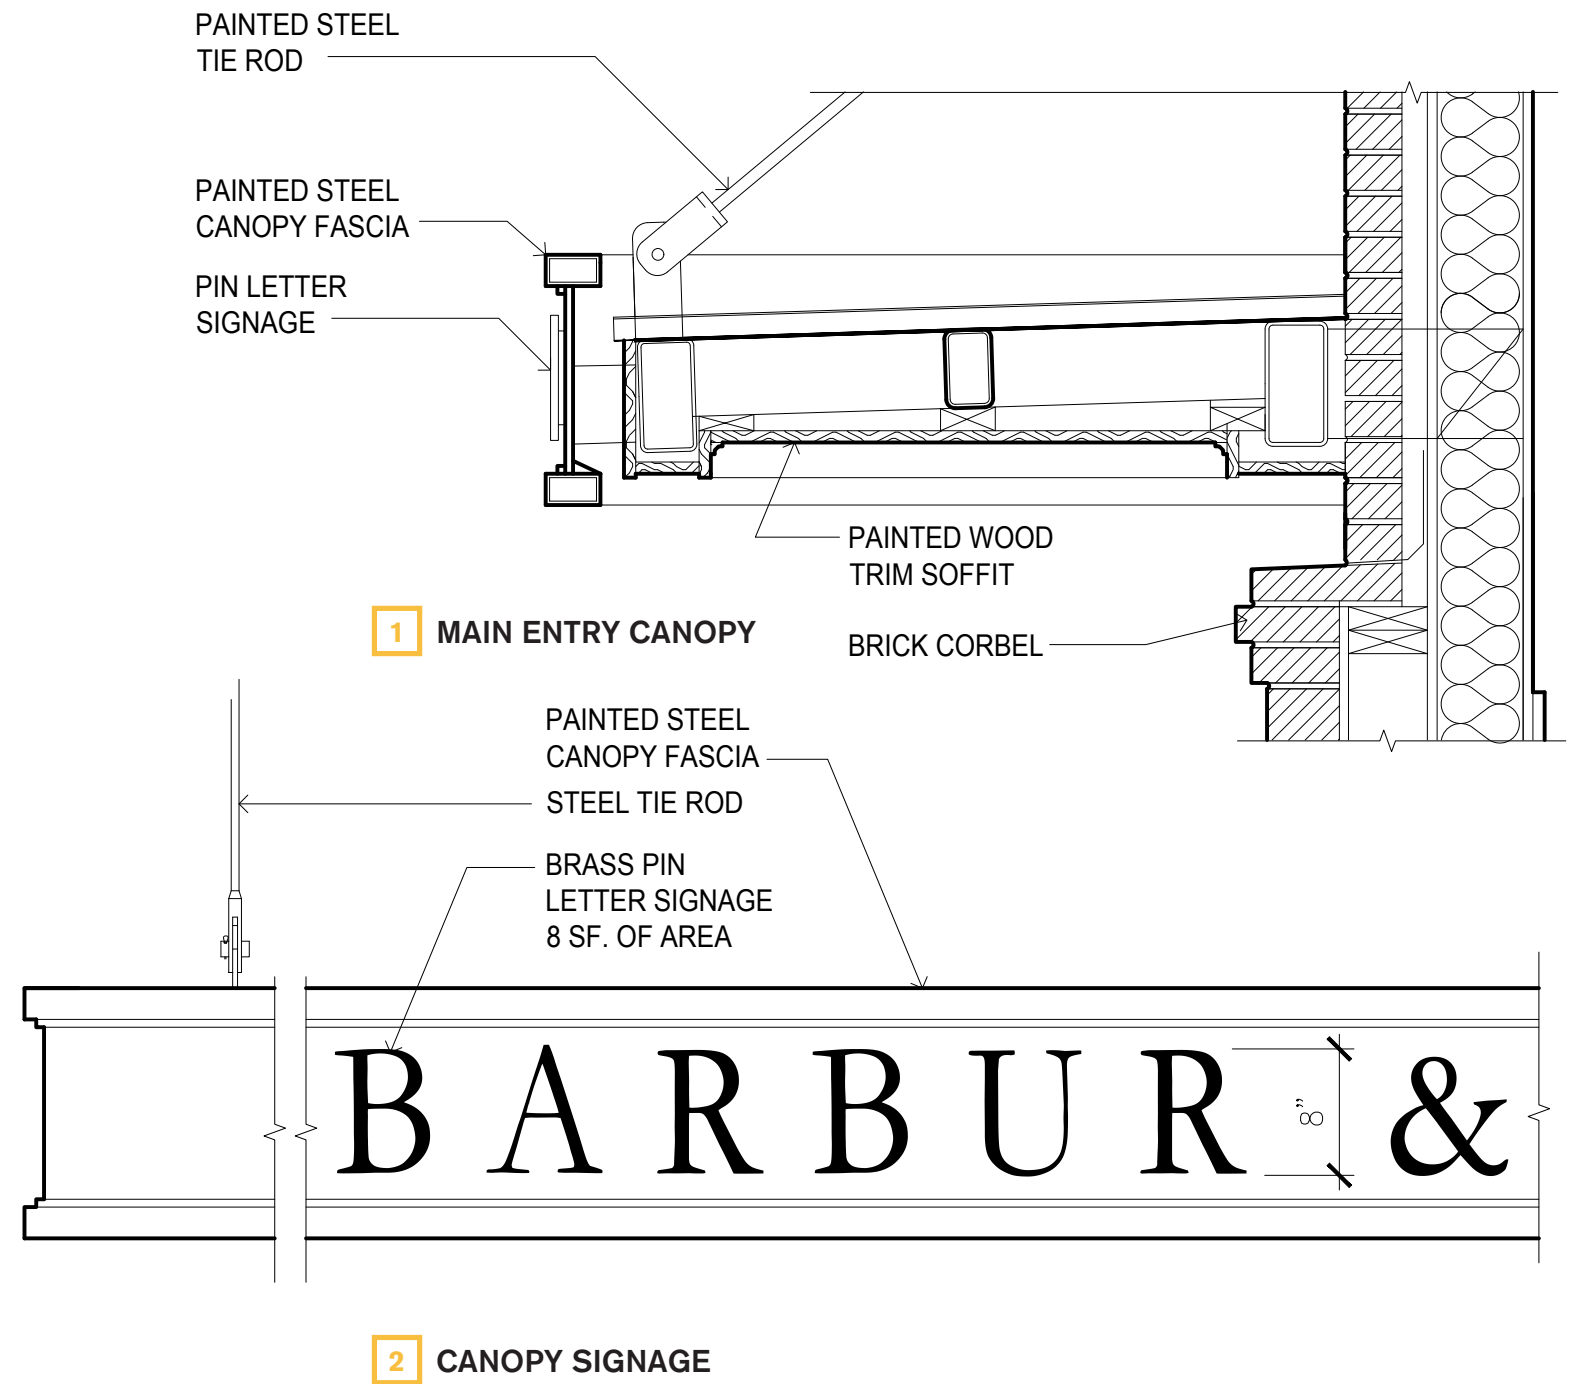 PAINTED STEEL
TIE ROD
PAINTED STEEL
CANOPY FASCIA
PIN LETTER
SIGNAGE
PAINTED WOOD
TRIM SOFFIT
BRICK CORBEL
1 MAIN ENTRY CANOPY
PAINTED STEEL
CANOPY FASCIA
STEEL TIE ROD
BRASS PIN
LETTER SIGNAGE
8 SF. OF AREA
BARBUR &
8"
2 CANOPY SIGNAGE